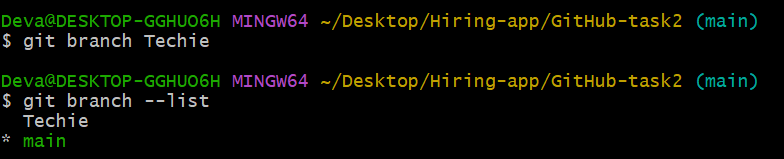 Deva@DESKTOP-GGHUO6H MINGW64 ~/Desktop/Hiring-app/GitHub-task2 (main)
$ git branch Techie
Deva@DESKTOP-GGHUO6H MINGW64 ~/Desktop/Hiring-app/GitHub-task2 (main)
$ git branch --list
  Techie
* main